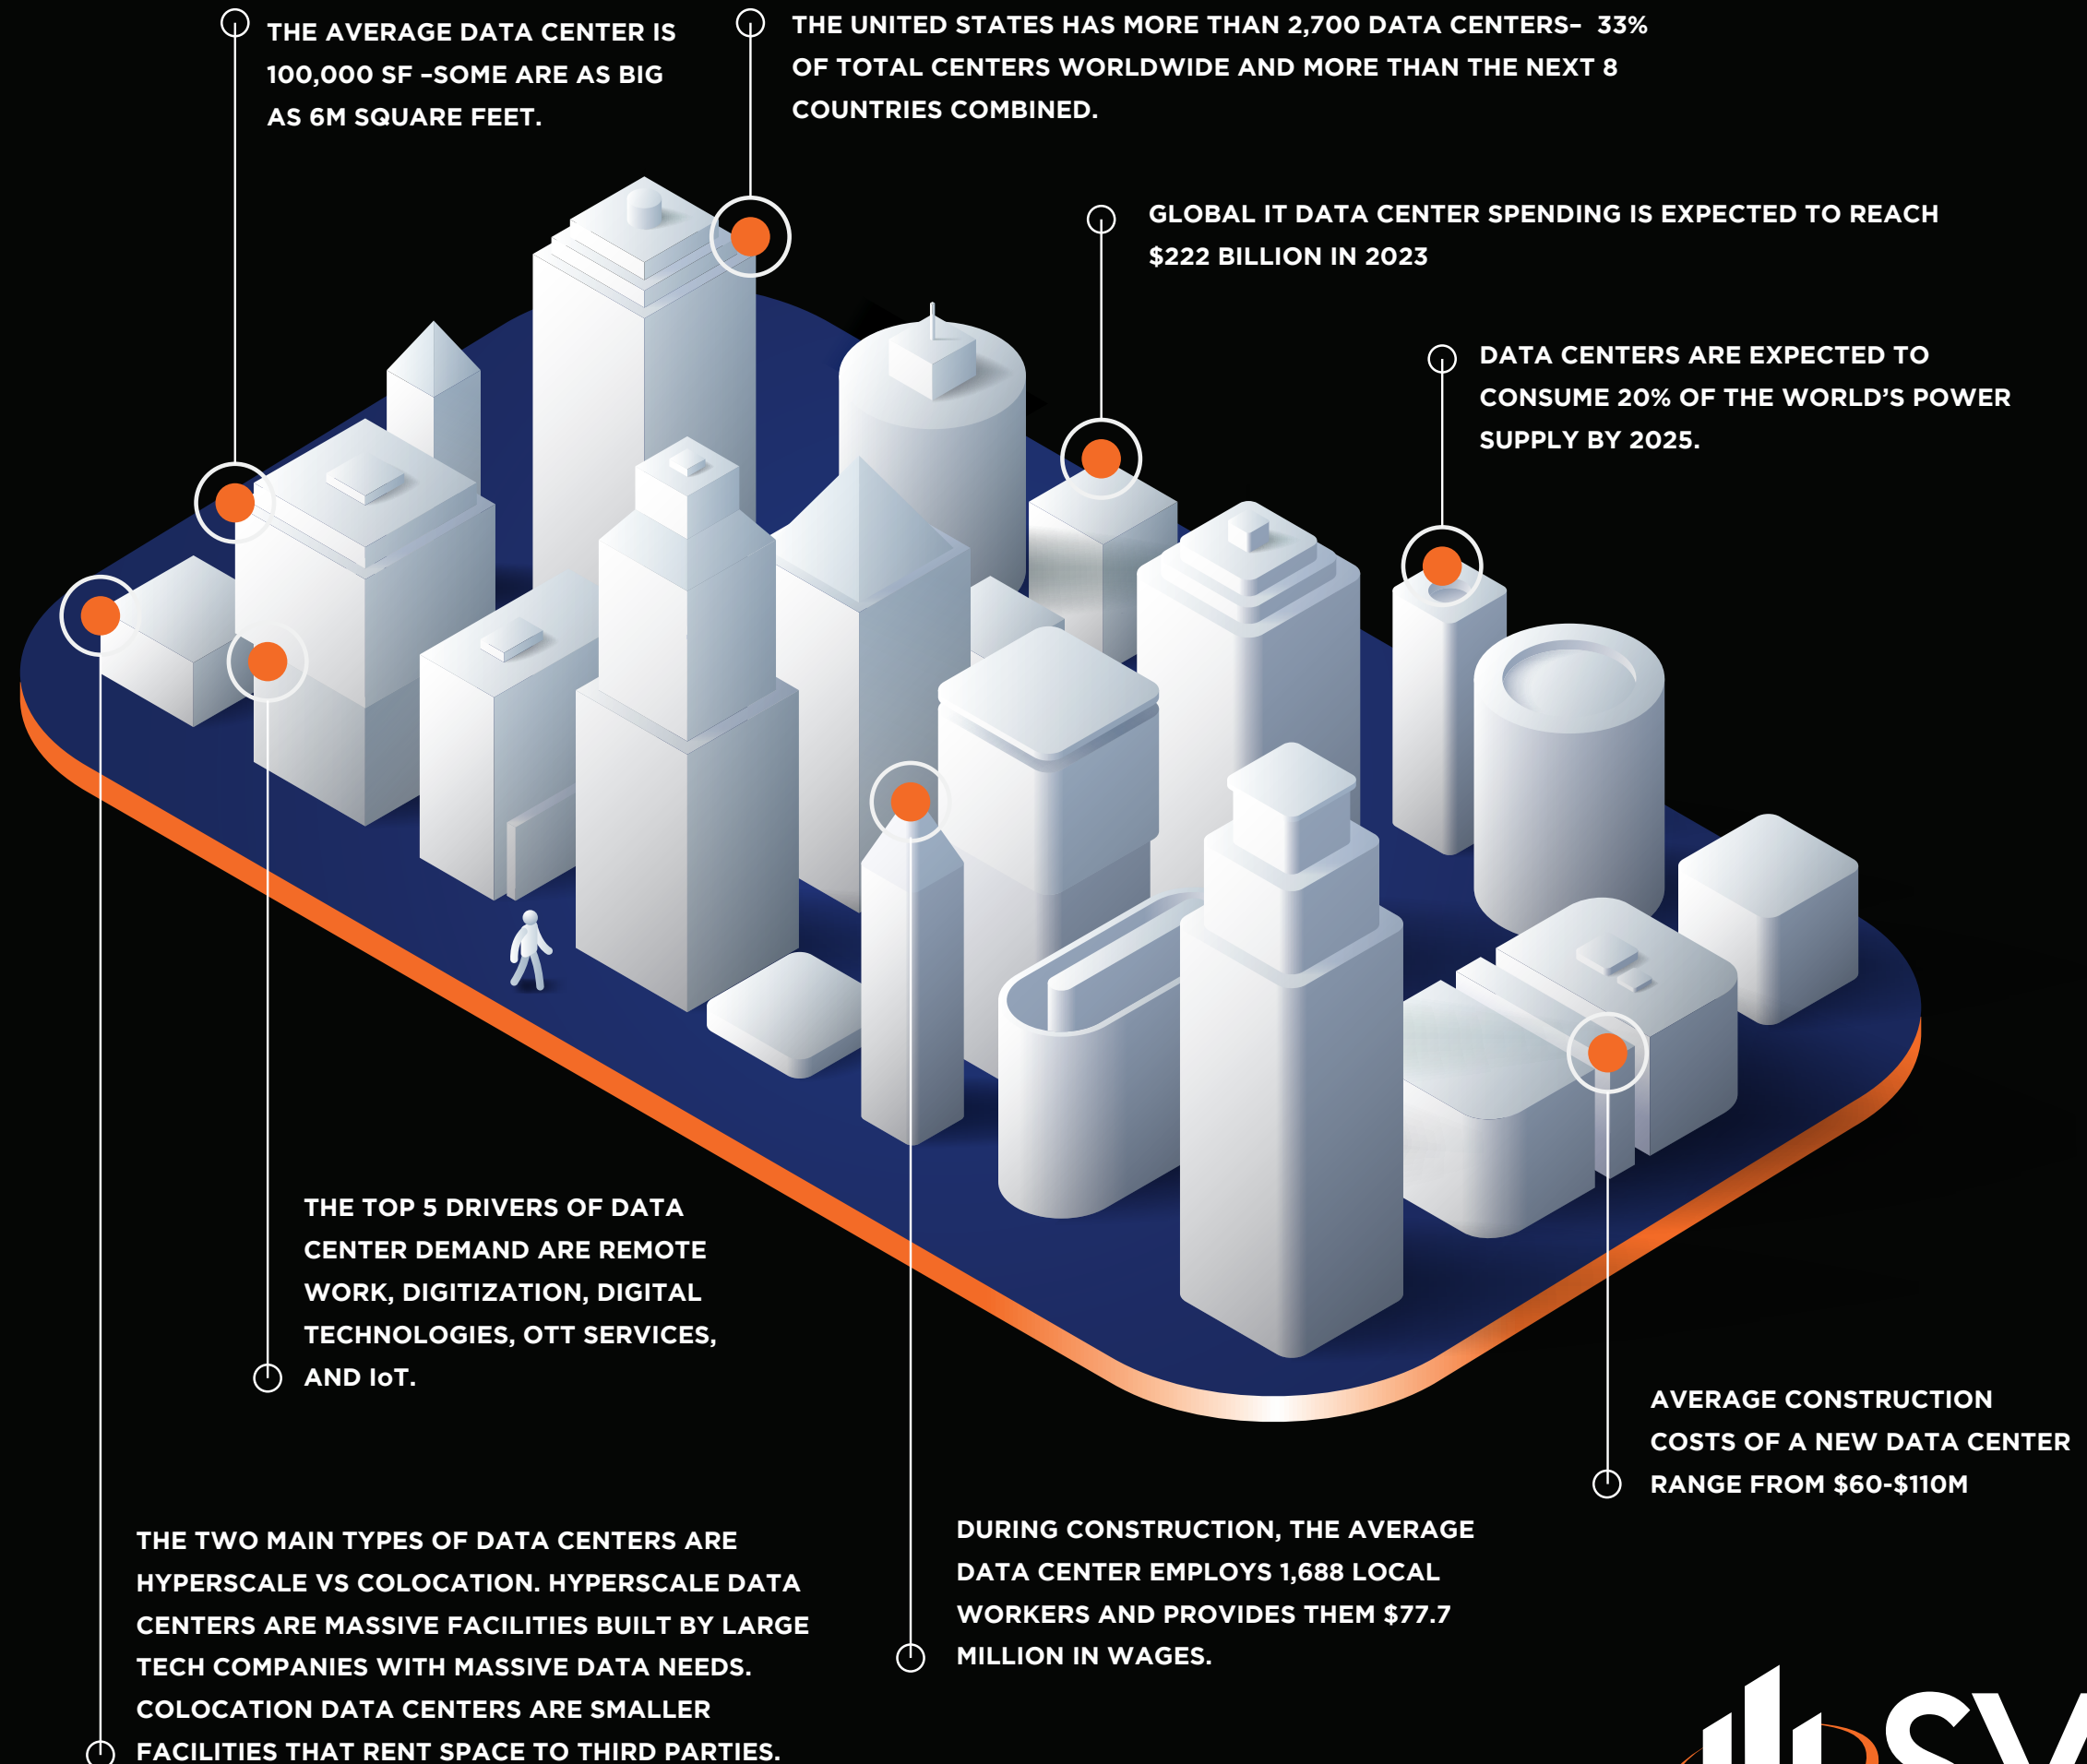 THE AVERAGE DATA CENTER IS
100,000 SF –SOME ARE AS BIG
AS 6M SQUARE FEET.
THE UNITED STATES HAS MORE THAN 2,700 DATA CENTERS– 33%
OF TOTAL CENTERS WORLDWIDE AND MORE THAN THE NEXT 8
COUNTRIES COMBINED.
GLOBAL IT DATA CENTER SPENDING IS EXPECTED TO REACH
$222 BILLION IN 2023
DATA CENTERS ARE EXPECTED TO
CONSUME 20% OF THE WORLD’S POWER
SUPPLY BY 2025.
THE TOP 5 DRIVERS OF DATA
CENTER DEMAND ARE REMOTE
WORK, DIGITIZATION, DIGITAL
TECHNOLOGIES, OTT SERVICES,
AND IoT.
AVERAGE CONSTRUCTION
COSTS OF A NEW DATA CENTER
RANGE FROM $60-$110M
DURING CONSTRUCTION, THE AVERAGE
DATA CENTER EMPLOYS 1,688 LOCAL
WORKERS AND PROVIDES THEM $77.7
MILLION IN WAGES.
THE TWO MAIN TYPES OF DATA CENTERS ARE
HYPERSCALE VS COLOCATION. HYPERSCALE DATA
CENTERS ARE MASSIVE FACILITIES BUILT BY LARGE
TECH COMPANIES WITH MASSIVE DATA NEEDS.
COLOCATION DATA CENTERS ARE SMALLER
FACILITIES THAT RENT SPACE TO THIRD PARTIES.